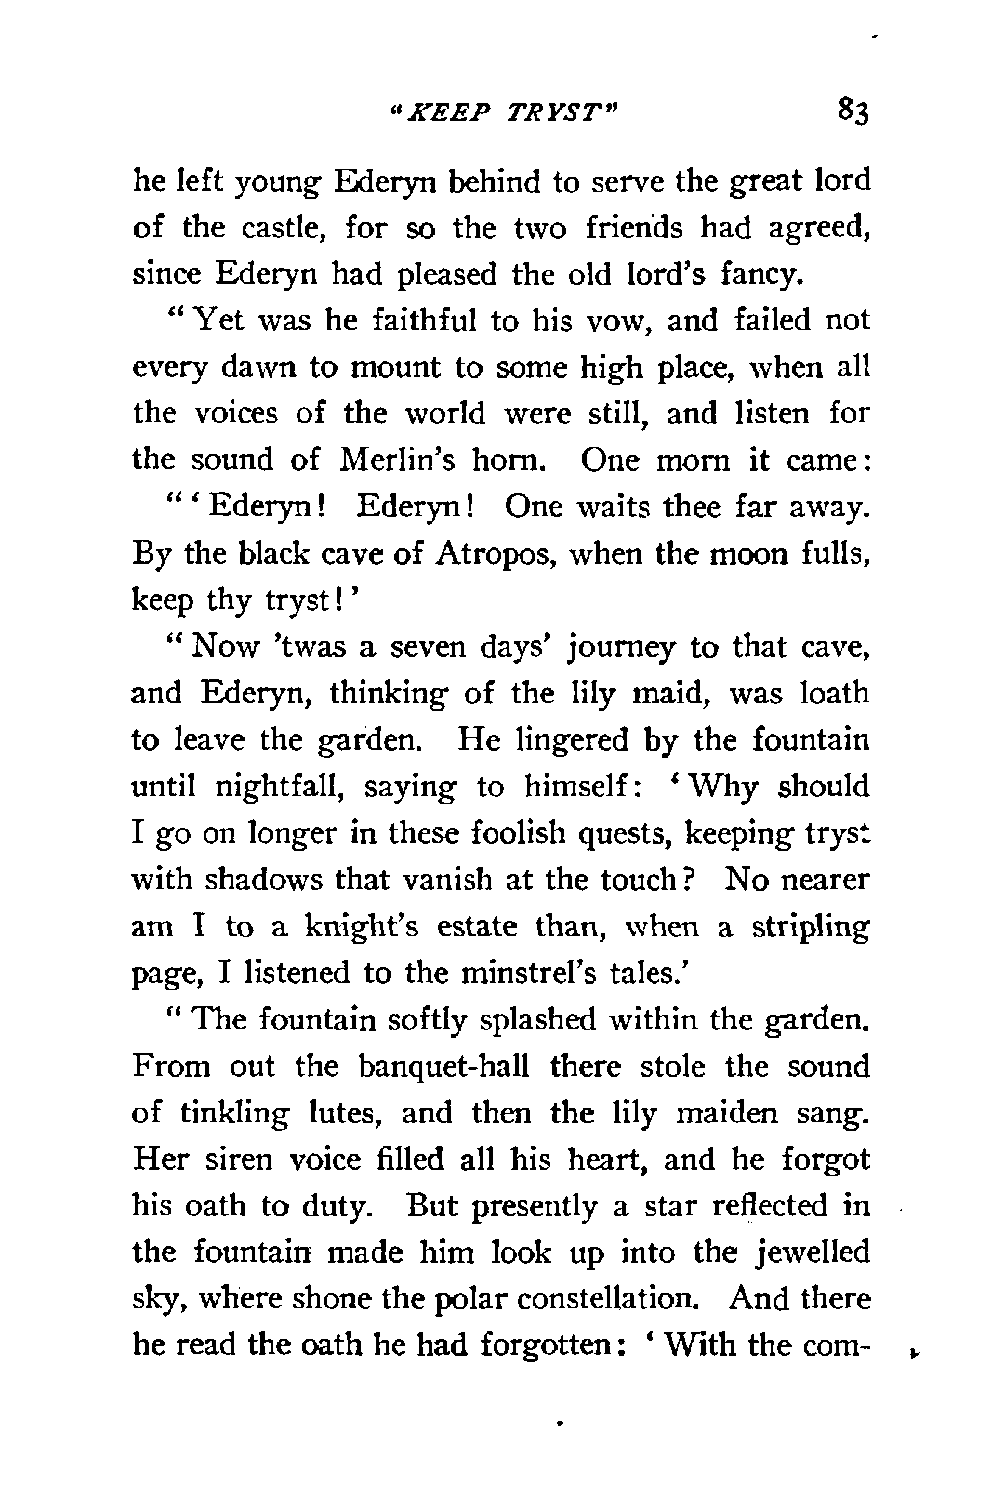 "KEEP TRYST" 83
he left young Ederyn behind to serve the great lord
of the castle, for so the two friends had agreed,
since Ederyn had pleased the old lord's fancy.
"Yet was he faithful to his vow, and failed not
every dawn to mount to some high place, when all
the voices of the world were still, and listen for
the sound of Merlin's horn. One morn it came:
"'Ederyn! Ederyn! One waits thee far away.
By the black cave of Atropos, when the moon fulls,
keep thy tryst!'
"Now 'twas a seven days' journey to that cave,
and Ederyn, thinking of the lily maid, was loath
to leave the garden. He lingered by the fountain
until nightfall, saying to himself: 'Why should
I go on longer in these foolish quests, keeping tryst
with shadows that vanish at the touch? No nearer
am I to a knight's estate than, when a stripling
page, I listened to the minstrel's tales.'
"The fountain softly splashed within the garden.
From out the banquet-hall there stole the sound
of tinkling lutes, and then the lily maiden sang.
Her siren voice filled all his heart, and he forgot
his oath to duty. But presently a star reflected in
the fountain made him look up into the jewelled
sky, where shone the polar constellation. And there
he read the oath he had forgotten: 'With the com-